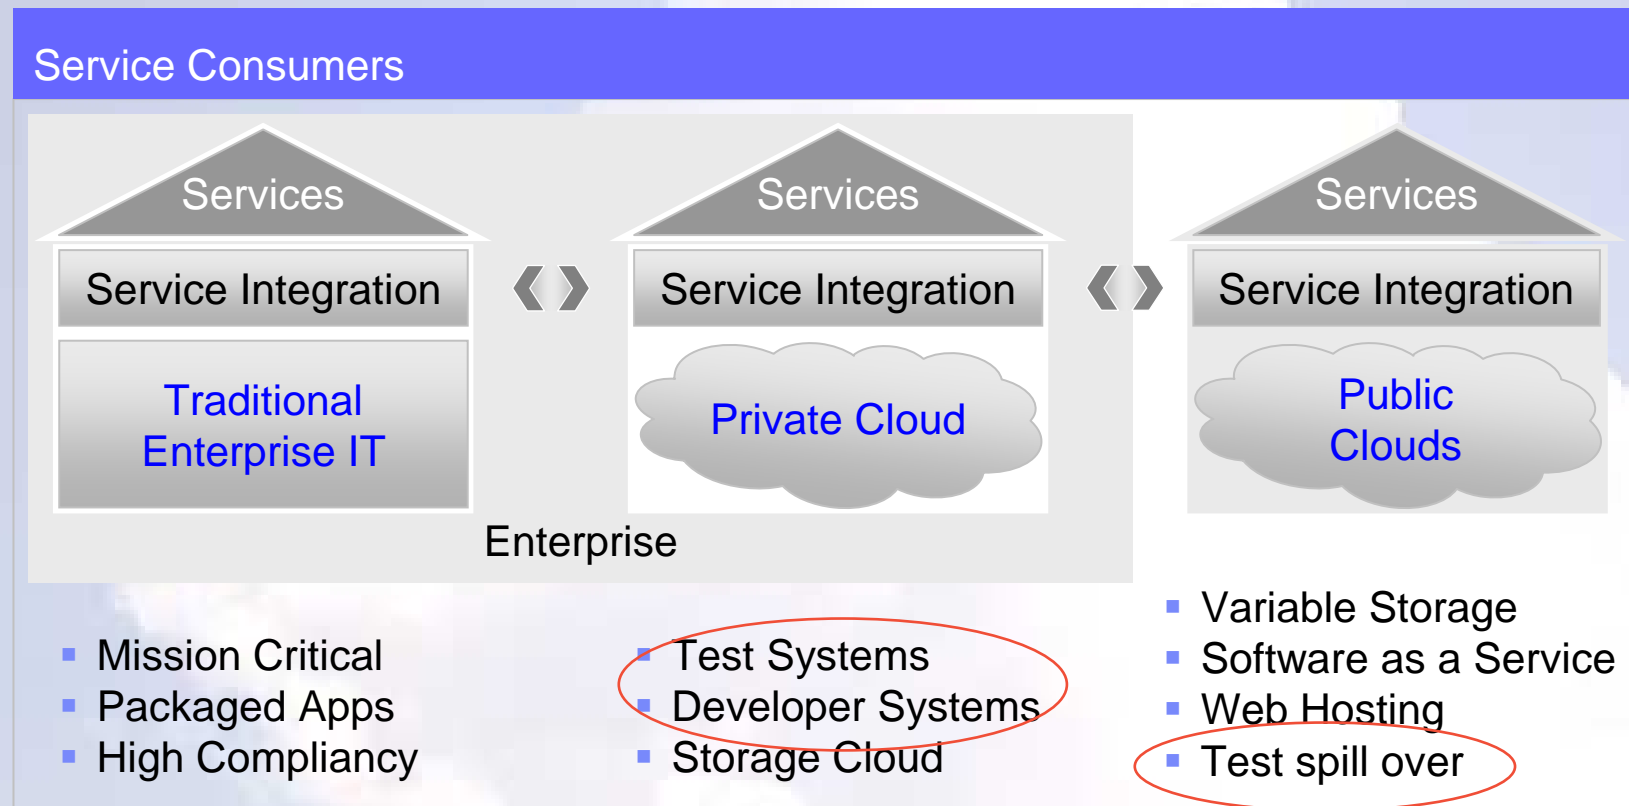 Service Consumers
Services
Service Integration
Traditional
Enterprise IT
Services
Service Integration
Private Cloud
Enterprise
Services
Service Integration
Public
Clouds
Mission Critical
Packaged Apps
High Compliancy
Test Systems
Developer Systems
Storage Cloud
Variable Storage
Software as a Service
Web Hosting
Test spill over